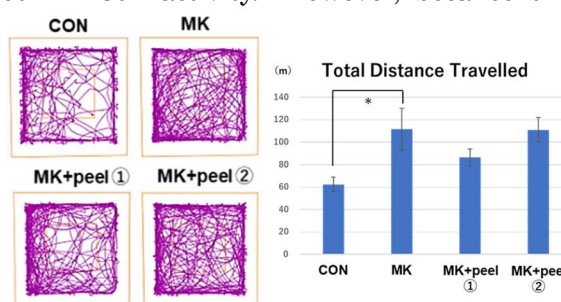 CON MK
MK+peel① MK+peel②
(m)
Total Distance Travelled
*
140
120
100
80
60
40
20
0
CON MK MK+peel ① MK+peel ②